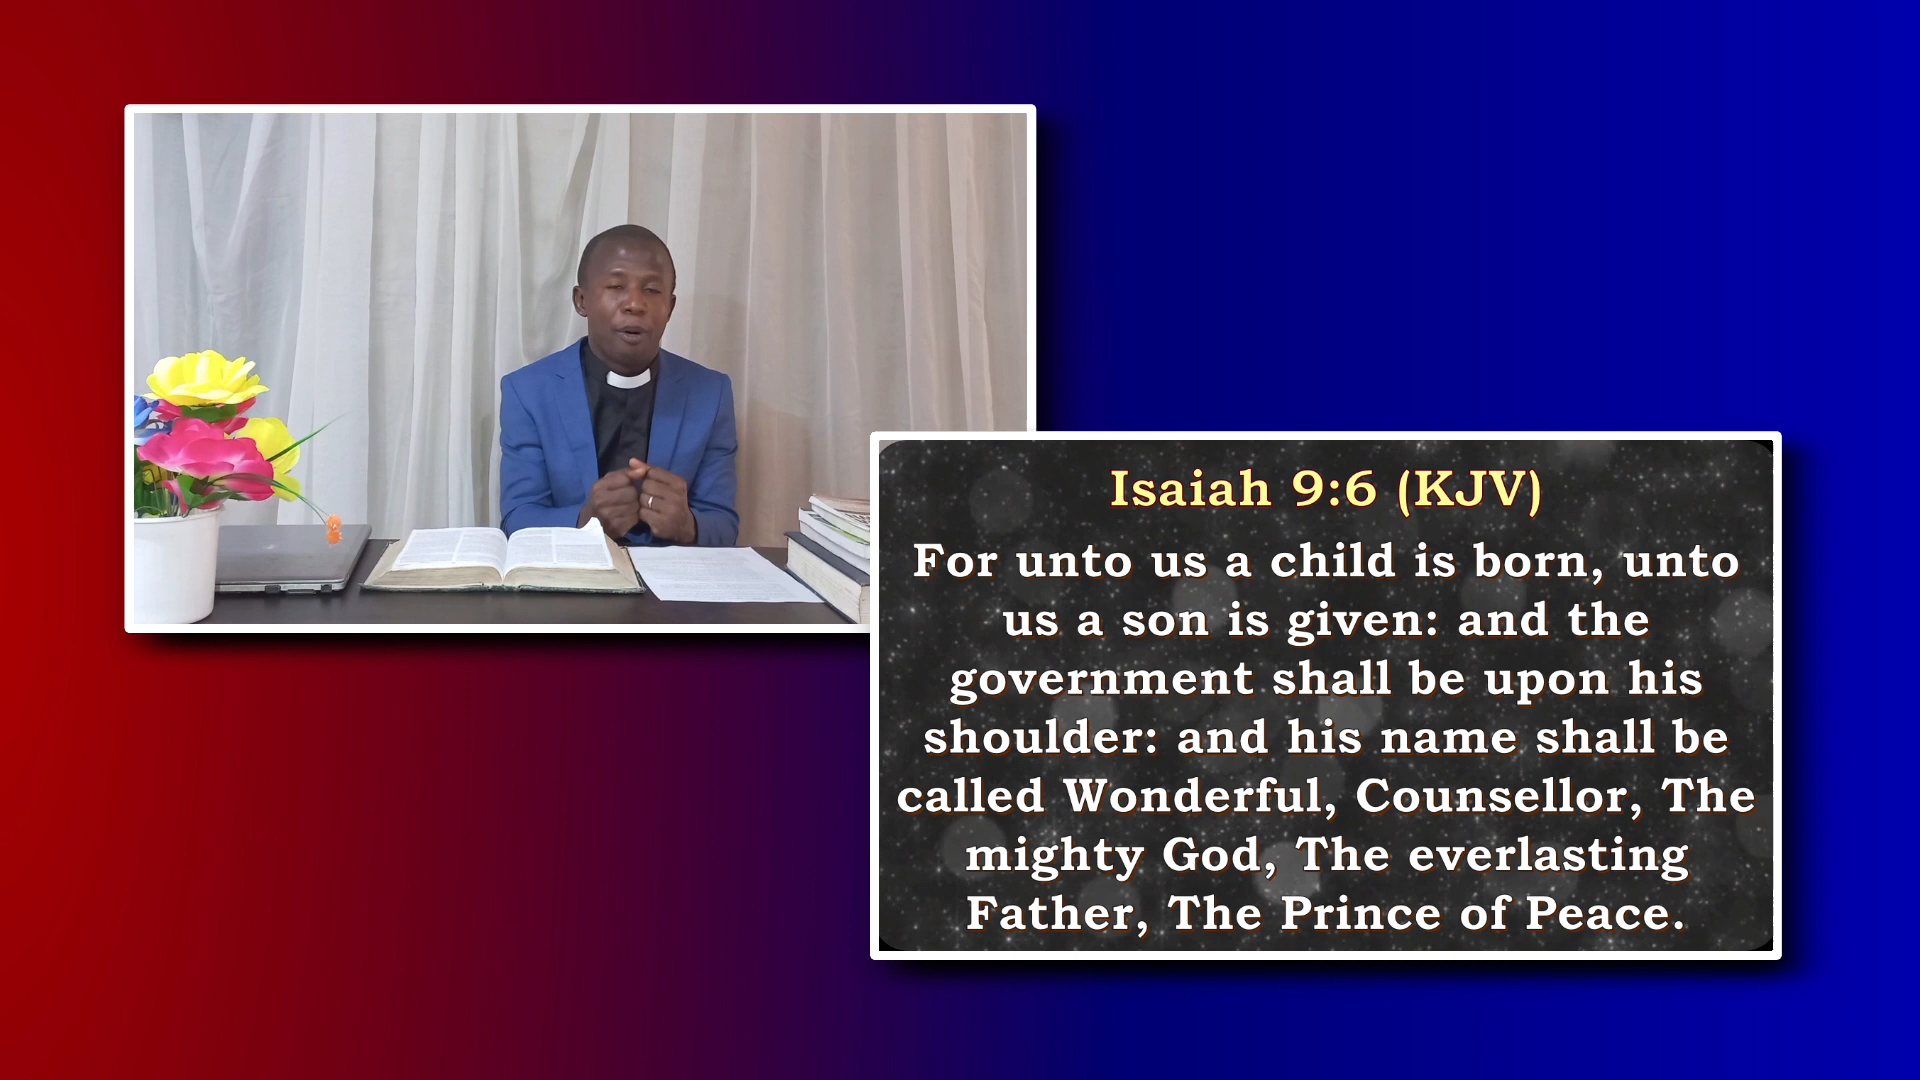 Isaiah 9:6 (KJV)
For unto us a child is born, unto
us a son is given: and the
government shall be upon his
shoulder: and his name shall be
called Wonderful, Counsellor, The
mighty God, The everlasting
Father, The Prince of Peace.